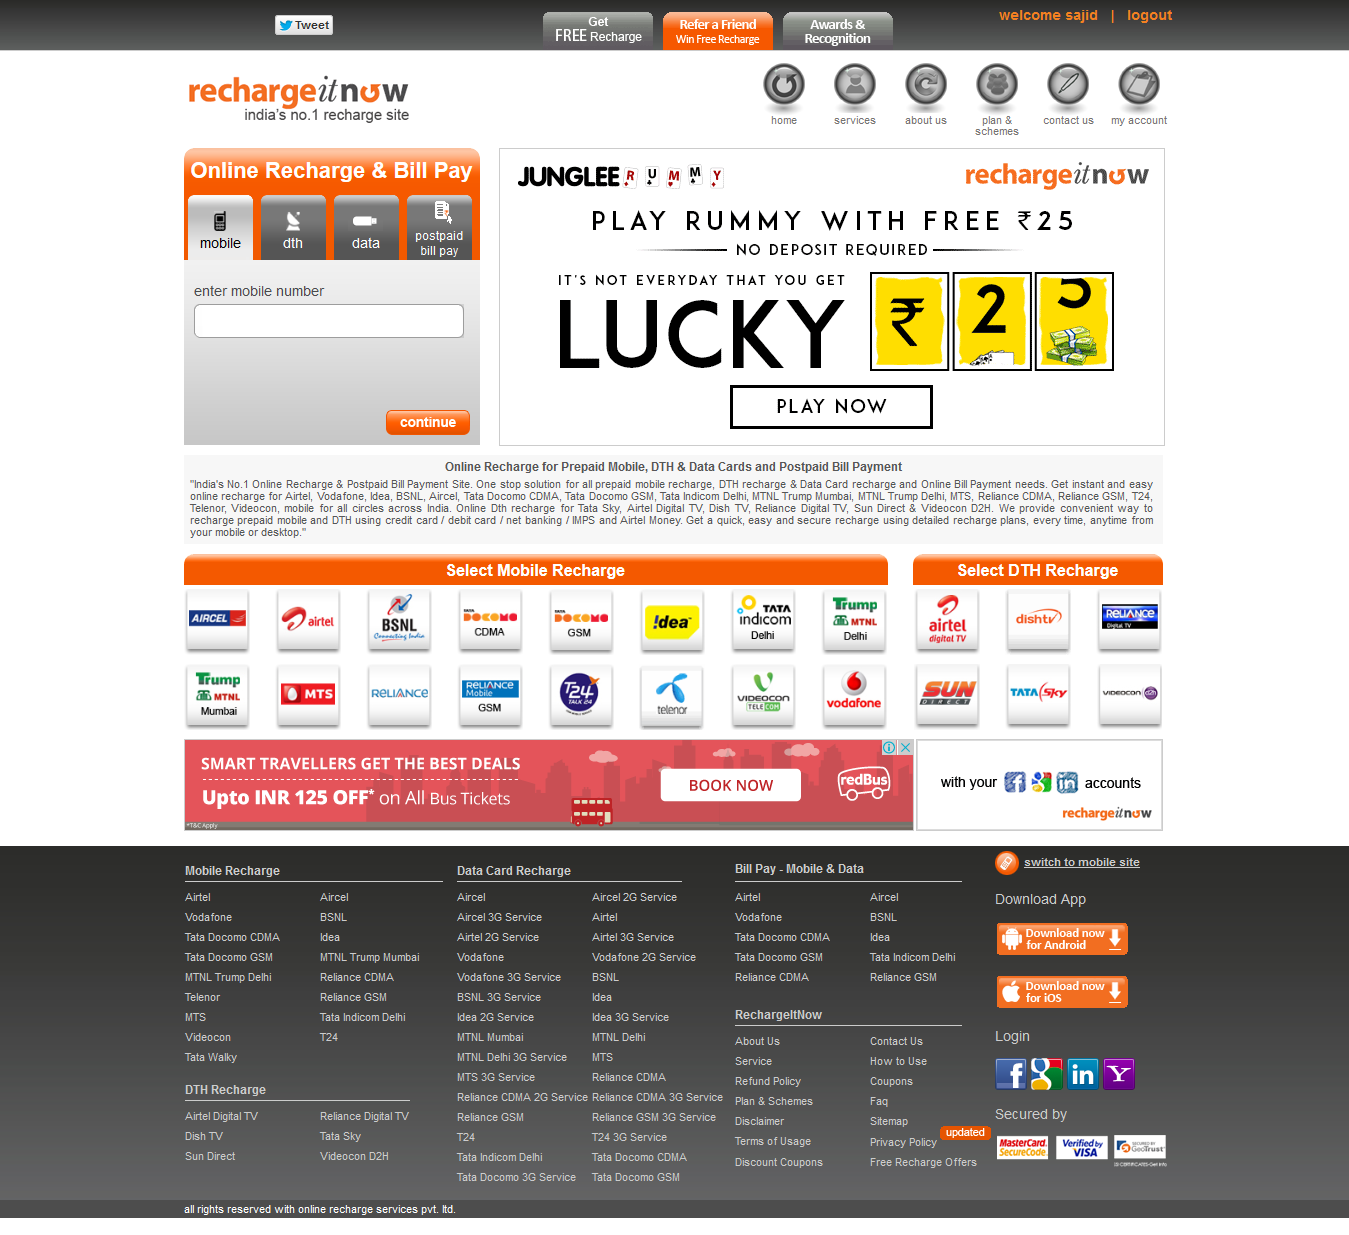 Tweet
Get
FREE Recharge
Refer a Friend
Win Free Recharge
Awards &
Recognition
welcome sajid | logout
rechargeitnow
india's no.1 recharge site
home
services
about us
plan &
schemes
contact us
my account
Online Recharge & Bill Pay
mobile
dth
data
postpaid
bill pay
enter mobile number
continue
JUNGLEE RUMMY
rechargeitnow
PLAY RUMMY WITH FREE ₹25
NO DEPOSIT REQUIRED
IT'S NOT EVERYDAY THAT YOU GET
LUCKY ₹ 2 5
PLAY NOW
Online Recharge for Prepaid Mobile, DTH & Data Cards and Postpaid Bill Payment
"India's No.1 Online Recharge & Postpaid Bill Payment Site. One stop solution for all prepaid mobile recharge, DTH recharge & Data Card recharge and Online Bill Payment needs. Get instant and easy
online recharge for Airtel, Vodafone, Idea, BSNL, Aircel, Tata Docomo CDMA, Tata Docomo GSM, Tata Indicom Delhi, MTNL Trump Mumbai, MTNL Trump Delhi, MTS, Reliance CDMA, Reliance GSM, T24,
Telenor, Videocon, mobile for all circles across India. Online Dth recharge for Tata Sky, Airtel Digital TV, Dish TV, Reliance Digital TV, Sun Direct & Videocon D2H. We provide convenient way to
recharge prepaid mobile and DTH using credit card / debit card / net banking / IMPS and Airtel Money. Get a quick, easy and secure recharge using detailed recharge plans, every time, anytime from
your mobile or desktop."
Select Mobile Recharge
Select DTH Recharge
AIRCEL
airtel
BSNL
Connecting India
TATA
DOCOMO
CDMA
TATA
DOCOMO
GSM
!dea
TATA
indicom
Delhi
Trump
MTNL
Delhi
airtel
digital TV
dishtv
RELIANCE
Digital TV
Trump
MTNL
Mumbai
MTS
RELIANCE
RELIANCE
Mobile
GSM
T24
TALK 24
telenor
VIDEOCON
TELECOM
vodafone
SUN
DIRECT
TATA Sky
VIDEOCON d2h
SMART TRAVELLERS GET THE BEST DEALS
Upto INR 125 OFF* on All Bus Tickets
*T&C Apply
BOOK NOW
redBus
with your accounts
rechargeitnow
Mobile Recharge
Airtel Aircel
Vodafone BSNL
Tata Docomo CDMA Idea
Tata Docomo GSM MTNL Trump Mumbai
MTNL Trump Delhi Reliance CDMA
Telenor Reliance GSM
MTS Tata Indicom Delhi
Videocon T24
Tata Walky
DTH Recharge
Airtel Digital TV Reliance Digital TV
Dish TV Tata Sky
Sun Direct Videocon D2H
Data Card Recharge
Aircel Aircel 2G Service
Aircel 3G Service Airtel
Airtel 2G Service Airtel 3G Service
Vodafone Vodafone 2G Service
Vodafone 3G Service BSNL
BSNL 3G Service Idea
Idea 2G Service Idea 3G Service
MTNL Mumbai MTNL Delhi
MTNL Delhi 3G Service MTS
MTS 3G Service Reliance CDMA
Reliance CDMA 2G Service Reliance CDMA 3G Service
Reliance GSM Reliance GSM 3G Service
T24 T24 3G Service
Tata Indicom Delhi Tata Docomo CDMA
Tata Docomo 3G Service Tata Docomo GSM
Bill Pay - Mobile & Data
Airtel Aircel
Vodafone BSNL
Tata Docomo CDMA Idea
Tata Docomo GSM Tata Indicom Delhi
Reliance CDMA Reliance GSM
RechargeItNow
About Us Contact Us
Service How to Use
Refund Policy Coupons
Plan & Schemes Faq
Disclaimer Sitemap
Terms of Usage Privacy Policy updated
Discount Coupons Free Recharge Offers
switch to mobile site
Download App
Download now
for Android
Download now
for iOS
Login
f
g
in
Y
Secured by
MasterCard.
SecureCode.
Verified by
VISA
GeoTrust
all rights reserved with online recharge services pvt. ltd.